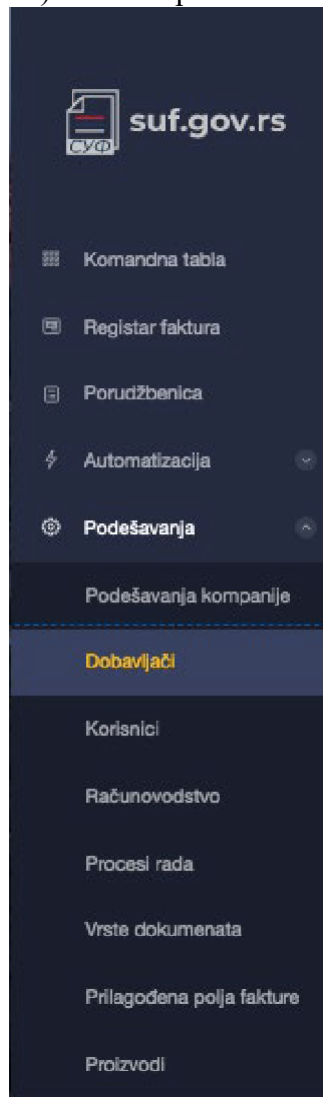 suf.gov.rs
СУФ
Komandna tabla
Registar faktura
Porudžbenica
Automatizacija
Podešavanja
Podešavanja kompanije
Dobavljači
Korisnici
Računovodstvo
Procesi rada
Vrste dokumenata
Prilagođena polja fakture
Proizvodi